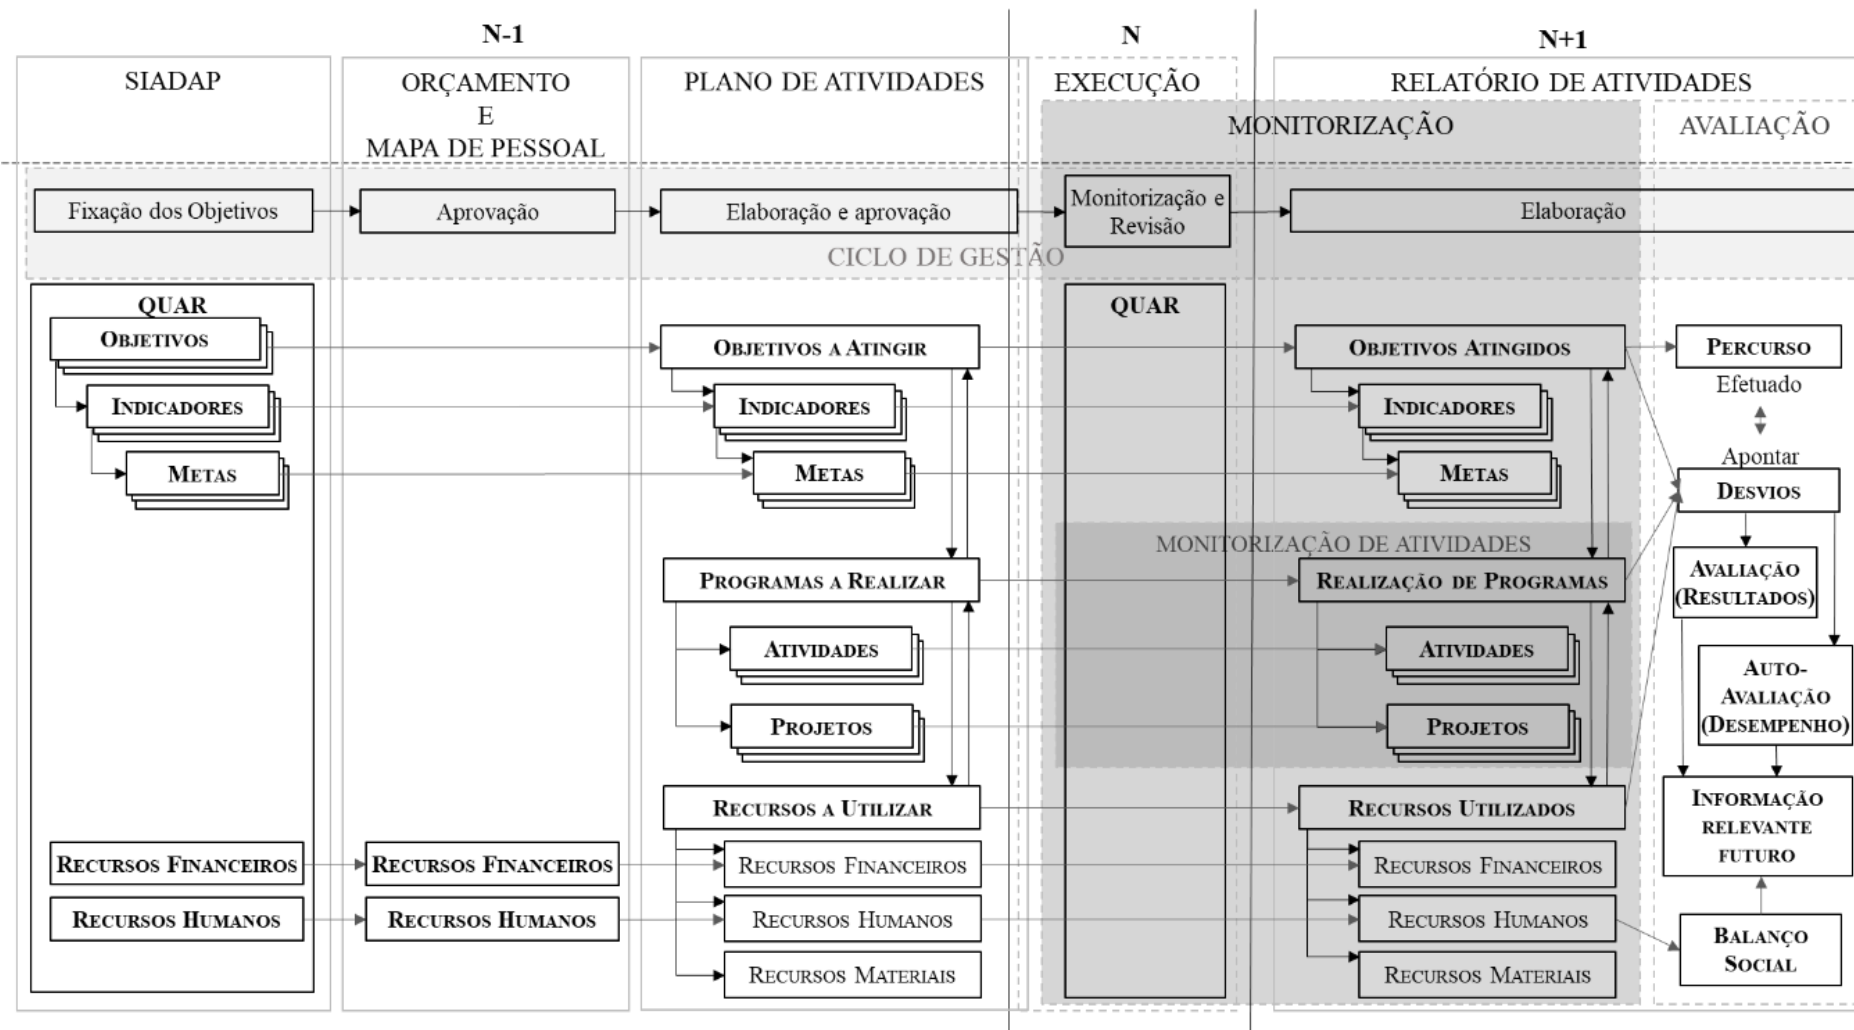 N-1
N
N+1
SIADAP
ORÇAMENTO
E
MAPA DE PESSOAL
PLANO DE ATIVIDADES
EXECUÇÃO
RELATÓRIO DE ATIVIDADES
MONITORIZAÇÃO
AVALIAÇÃO
Fixação dos Objetivos
Aprovação
Elaboração e aprovação
Monitorização e
Revisão
Elaboração
CICLO DE GESTÃO
QUAR
OBJETIVOS
INDICADORES
METAS
RECURSOS FINANCEIROS
RECURSOS HUMANOS
RECURSOS FINANCEIROS
RECURSOS HUMANOS
OBJETIVOS A ATINGIR
INDICADORES
METAS
PROGRAMAS A REALIZAR
ATIVIDADES
PROJETOS
RECURSOS A UTILIZAR
RECURSOS FINANCEIROS
RECURSOS HUMANOS
RECURSOS MATERIAIS
QUAR
OBJETIVOS ATINGIDOS
INDICADORES
METAS
MONITORIZAÇÃO DE ATIVIDADES
REALIZAÇÃO DE PROGRAMAS
ATIVIDADES
PROJETOS
RECURSOS UTILIZADOS
RECURSOS FINANCEIROS
RECURSOS HUMANOS
RECURSOS MATERIAIS
PERCURSO
Efetuado
Apontar
DESVIOS
AVALIAÇÃO
(RESULTADOS)
AUTO-
AVALIAÇÃO
(DESEMPENHO)
INFORMAÇÃO
RELEVANTE
FUTURO
BALANÇO
SOCIAL